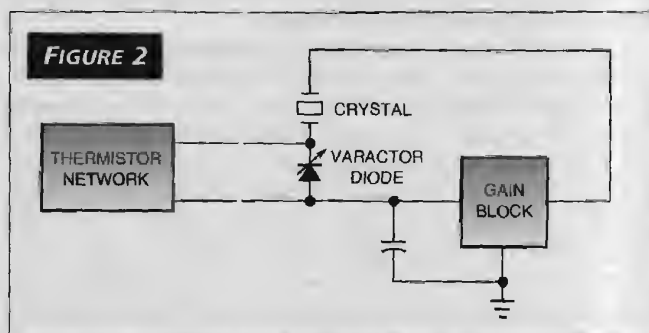 FIGURE 2
CRYSTAL
THERMISTOR
NETWORK
VARACTOR
DIODE
GAIN
BLOCK